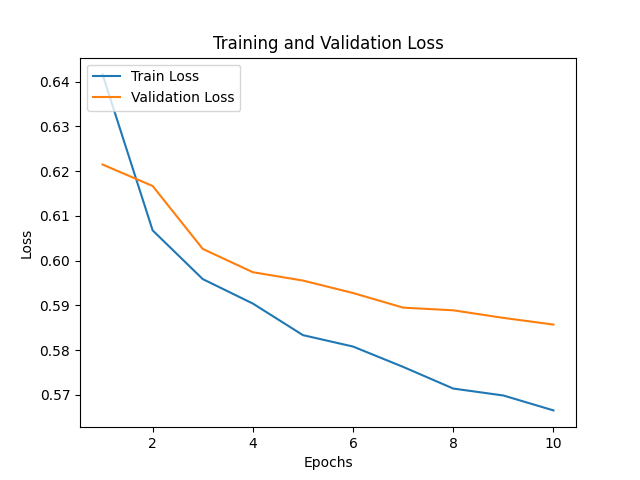 Training and Validation Loss
Train Loss
Validation Loss
0.64
0.63
0.62
0.61
0.60
0.59
0.58
0.57
Loss
2
4
6
8
10
Epochs